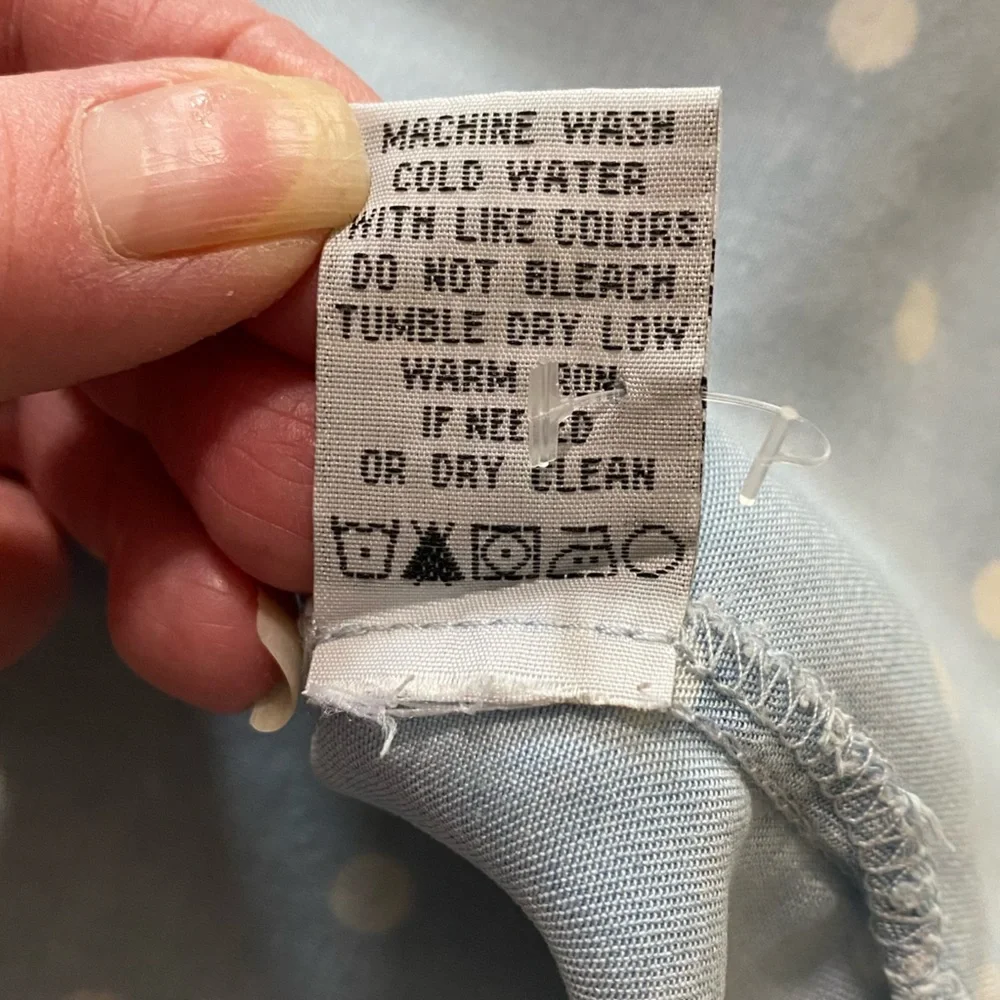 MACHINE WASH
COLD WATER
WITH LIKE COLORS
DO NOT BLEACH
TUMBLE DRY LOW
WARM IRON
IF NEEDED
OR DRY CLEAN